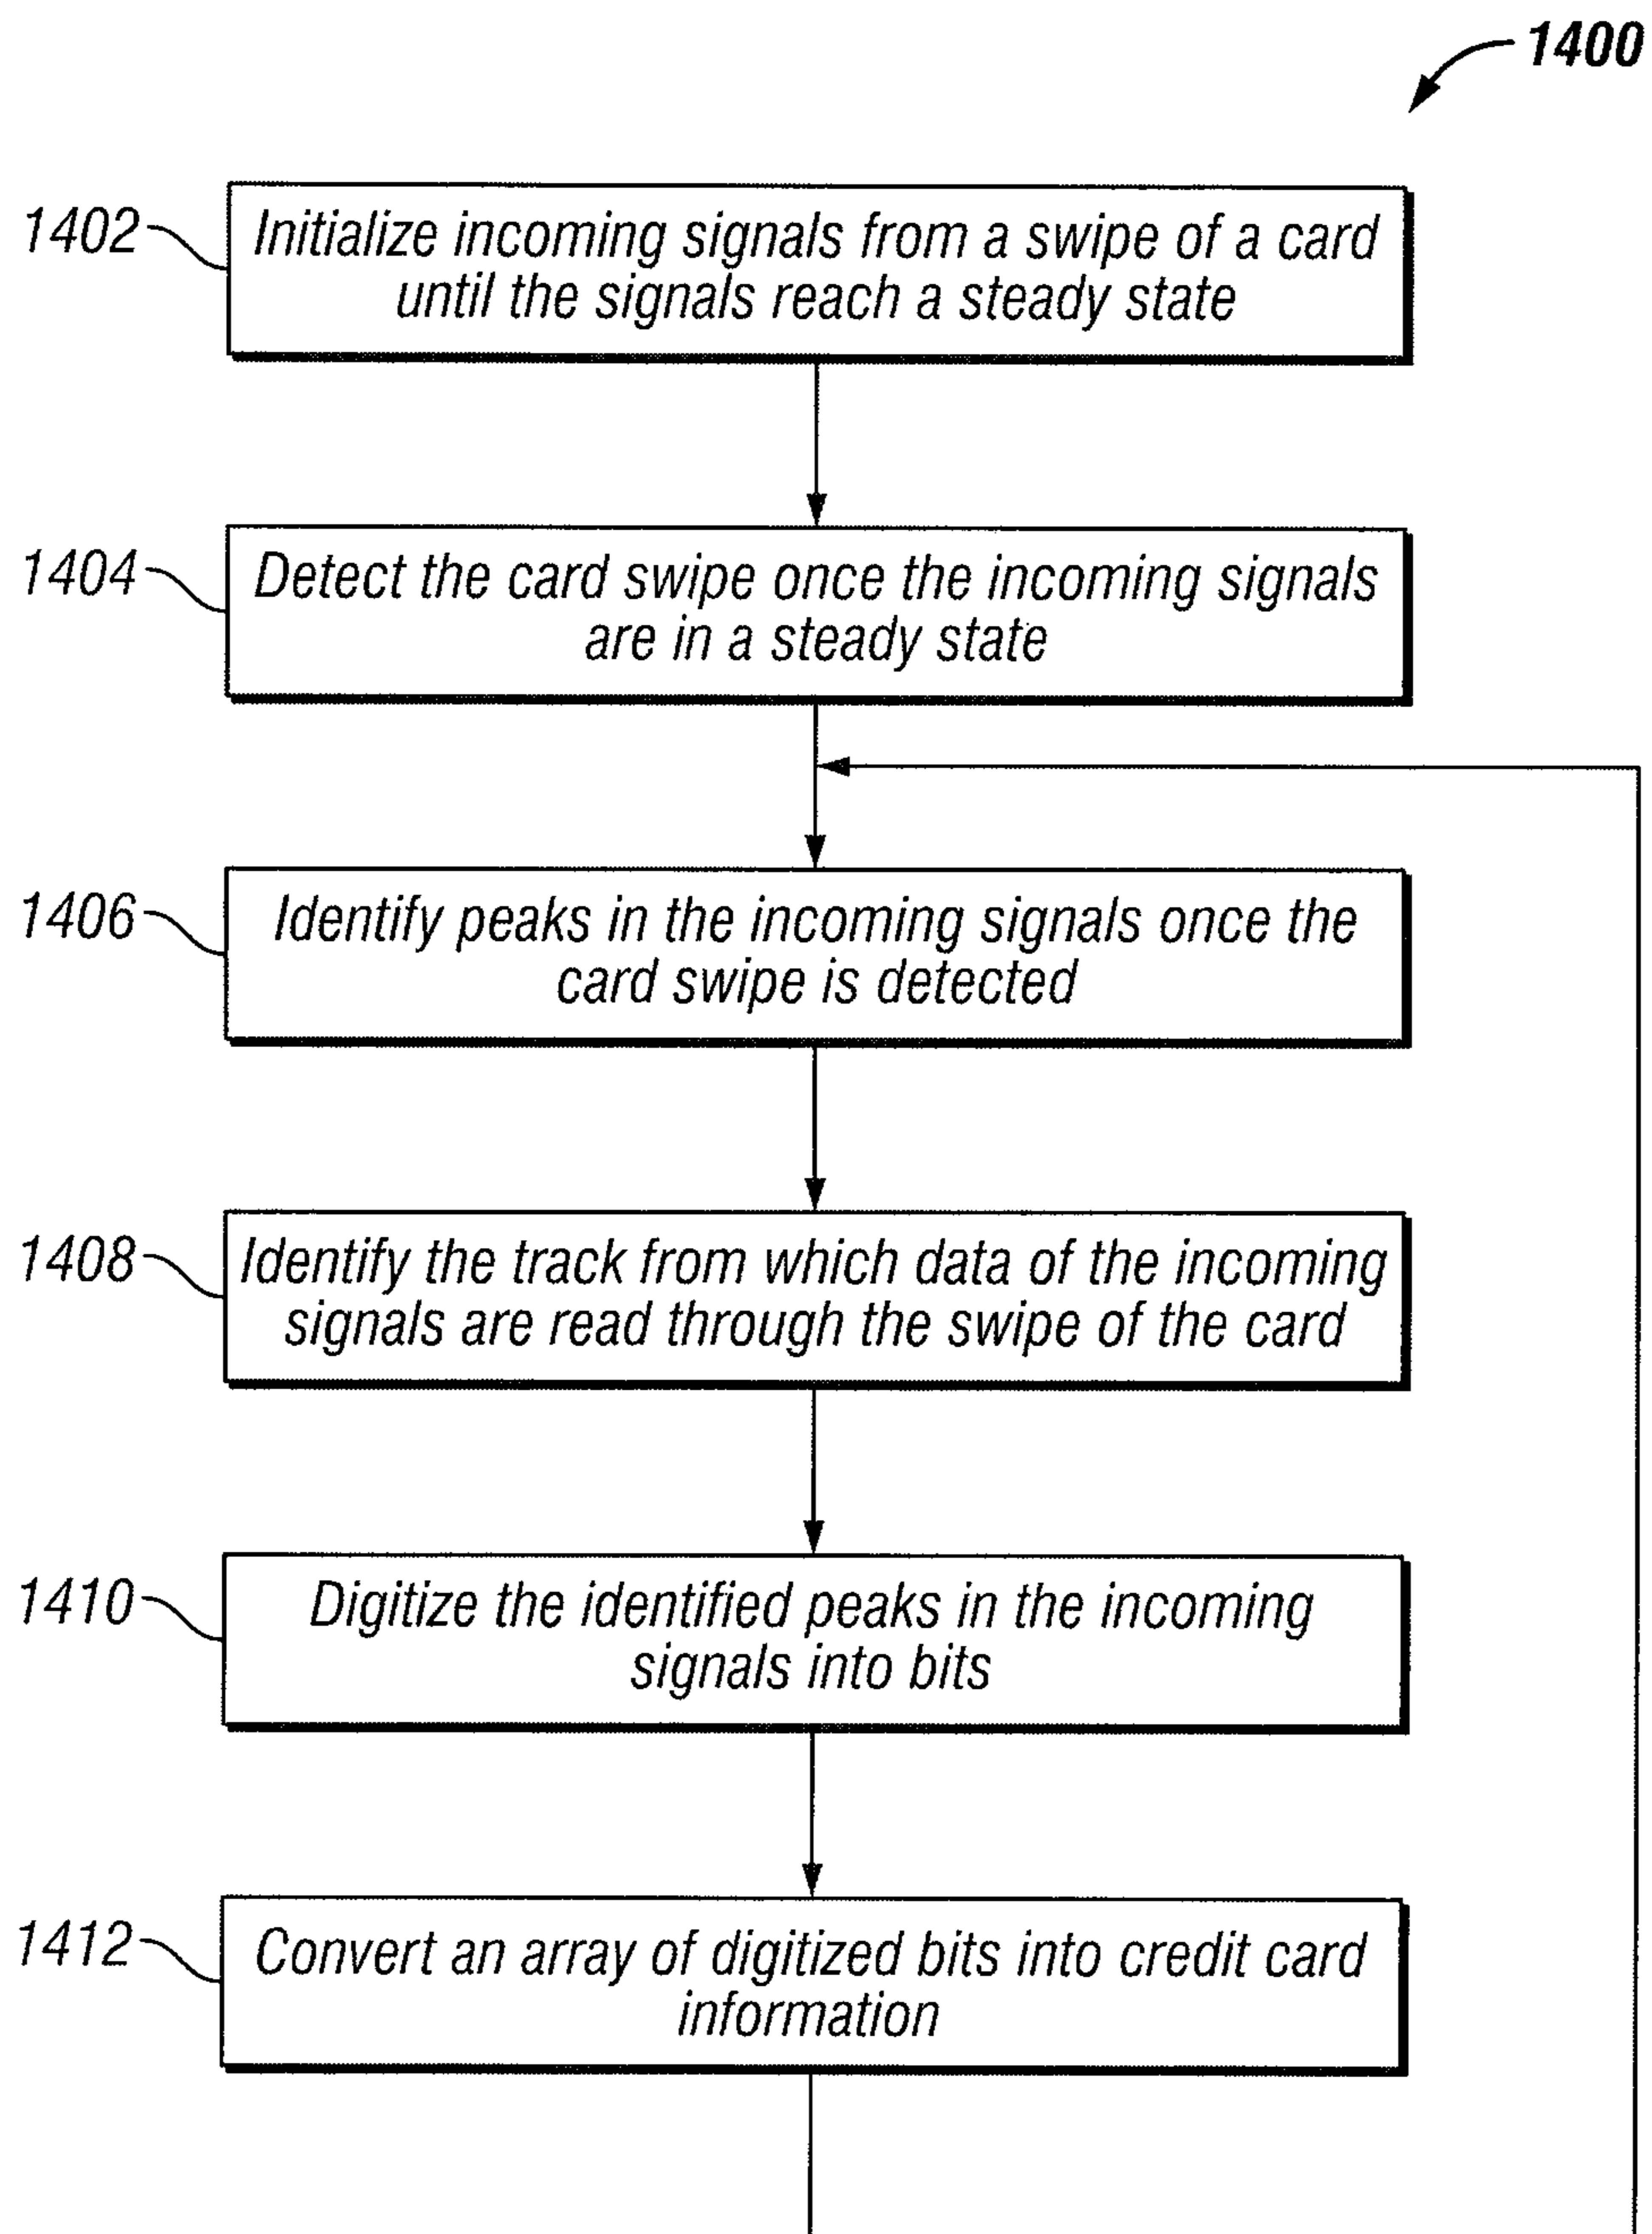 1400
1402
Initialize incoming signals from a swipe of a card
until the signals reach a steady state
1404
Detect the card swipe once the incoming signals
are in a steady state
1406
Identify peaks in the incoming signals once the
card swipe is detected
1408
Identify the track from which data of the incoming
signals are read through the swipe of the card
1410
Digitize the identified peaks in the incoming
signals into bits
1412
Convert an array of digitized bits into credit card
information